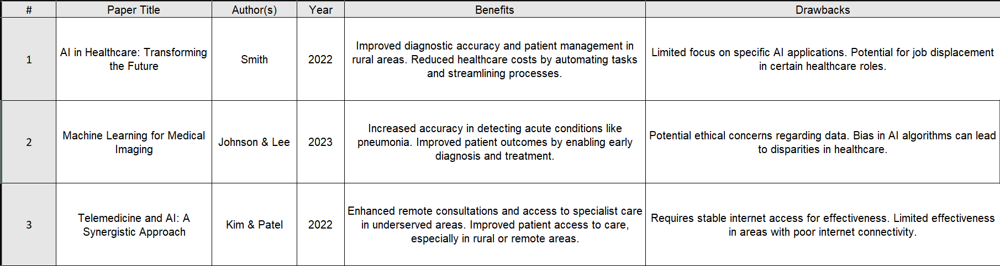 # Paper Title Author(s) Year Benefits Drawbacks
1
AI in Healthcare: Transforming
the Future
Smith
2022
Improved diagnostic accuracy and patient management in
rural areas. Reduced healthcare costs by automating tasks
and streamlining processes.
Limited focus on specific AI applications. Potential for job displacement
in certain healthcare roles.
2
Machine Learning for Medical
Imaging
Johnson & Lee
2023
Increased accuracy in detecting acute conditions like
pneumonia. Improved patient outcomes by enabling early
diagnosis and treatment.
Potential ethical concerns regarding data. Bias in AI algorithms can lead
to disparities in healthcare.
3
Telemedicine and AI: A
Synergistic Approach
Kim & Patel
2022
Enhanced remote consultations and access to specialist care
in underserved areas. Improved patient access to care,
especially in rural or remote areas.
Requires stable internet access for effectiveness. Limited effectiveness
in areas with poor internet connectivity.